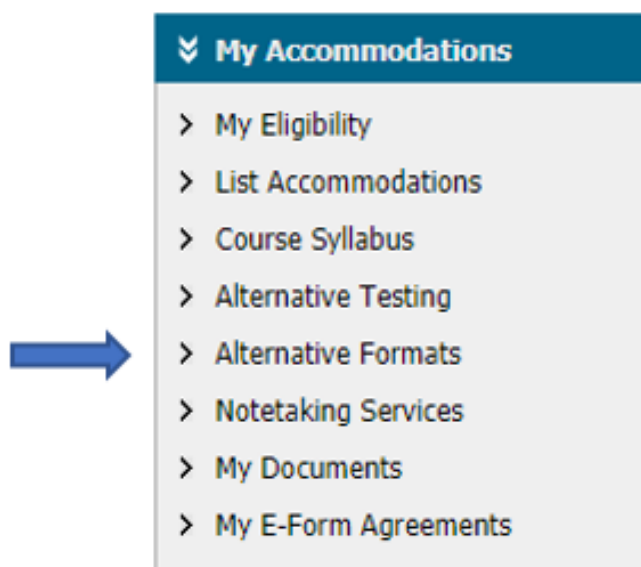 My Accommodations
My Eligibility
List Accommodations
Course Syllabus
Alternative Testing
Alternative Formats
Notetaking Services
My Documents
My E-Form Agreements